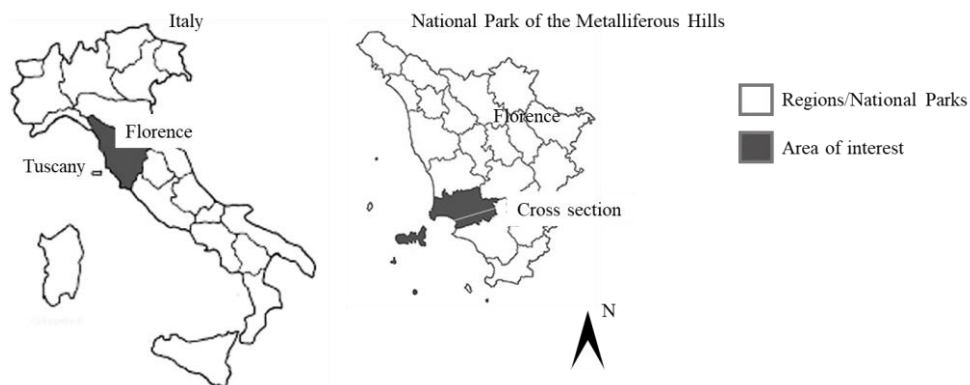 Italy
Florence
Tuscany
National Park of the Metalliferous Hills
Florence
Cross section
N
Regions/National Parks
Area of interest